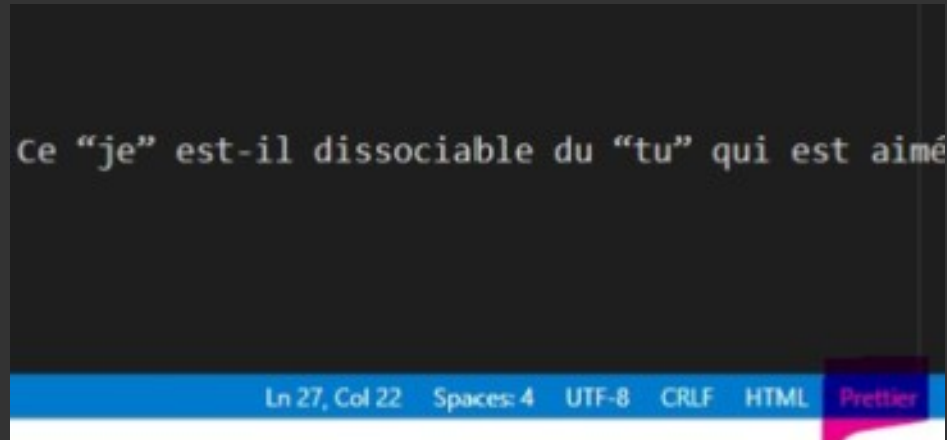 Ce “je” est-il dissociable du “tu” qui est aimé
Ln 27, Col 22 Spaces: 4 UTF-8 CRLF HTML Prettier